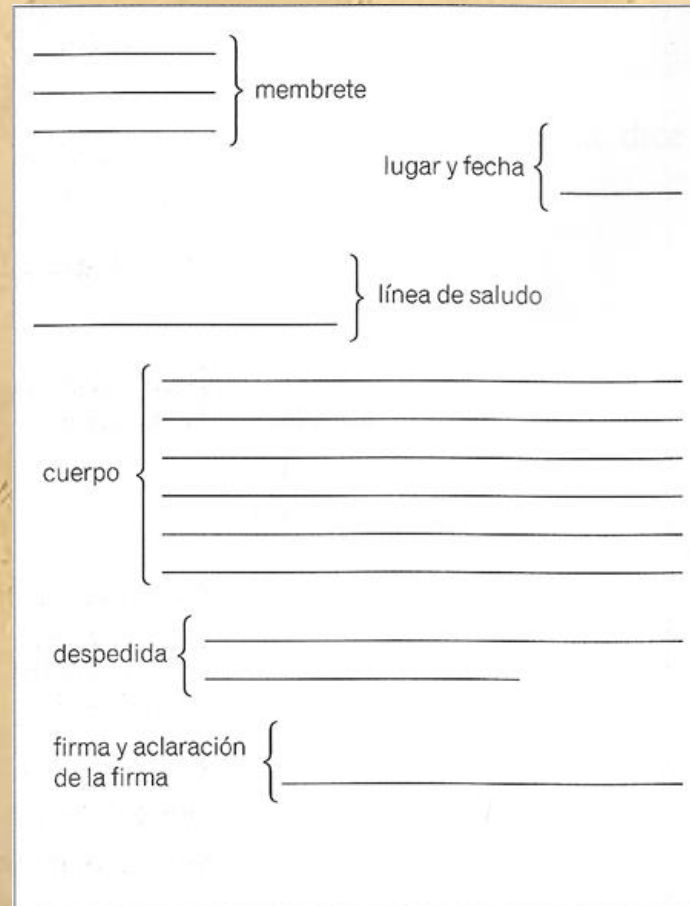 membrete
lugar y fecha
línea de saludo
cuerpo
despedida
firma y aclaración
de la firma